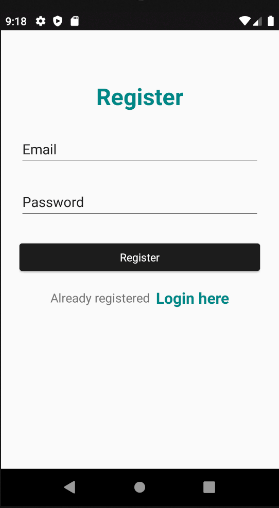 9:18
Register
Email
Password
Register
Already registered Login here